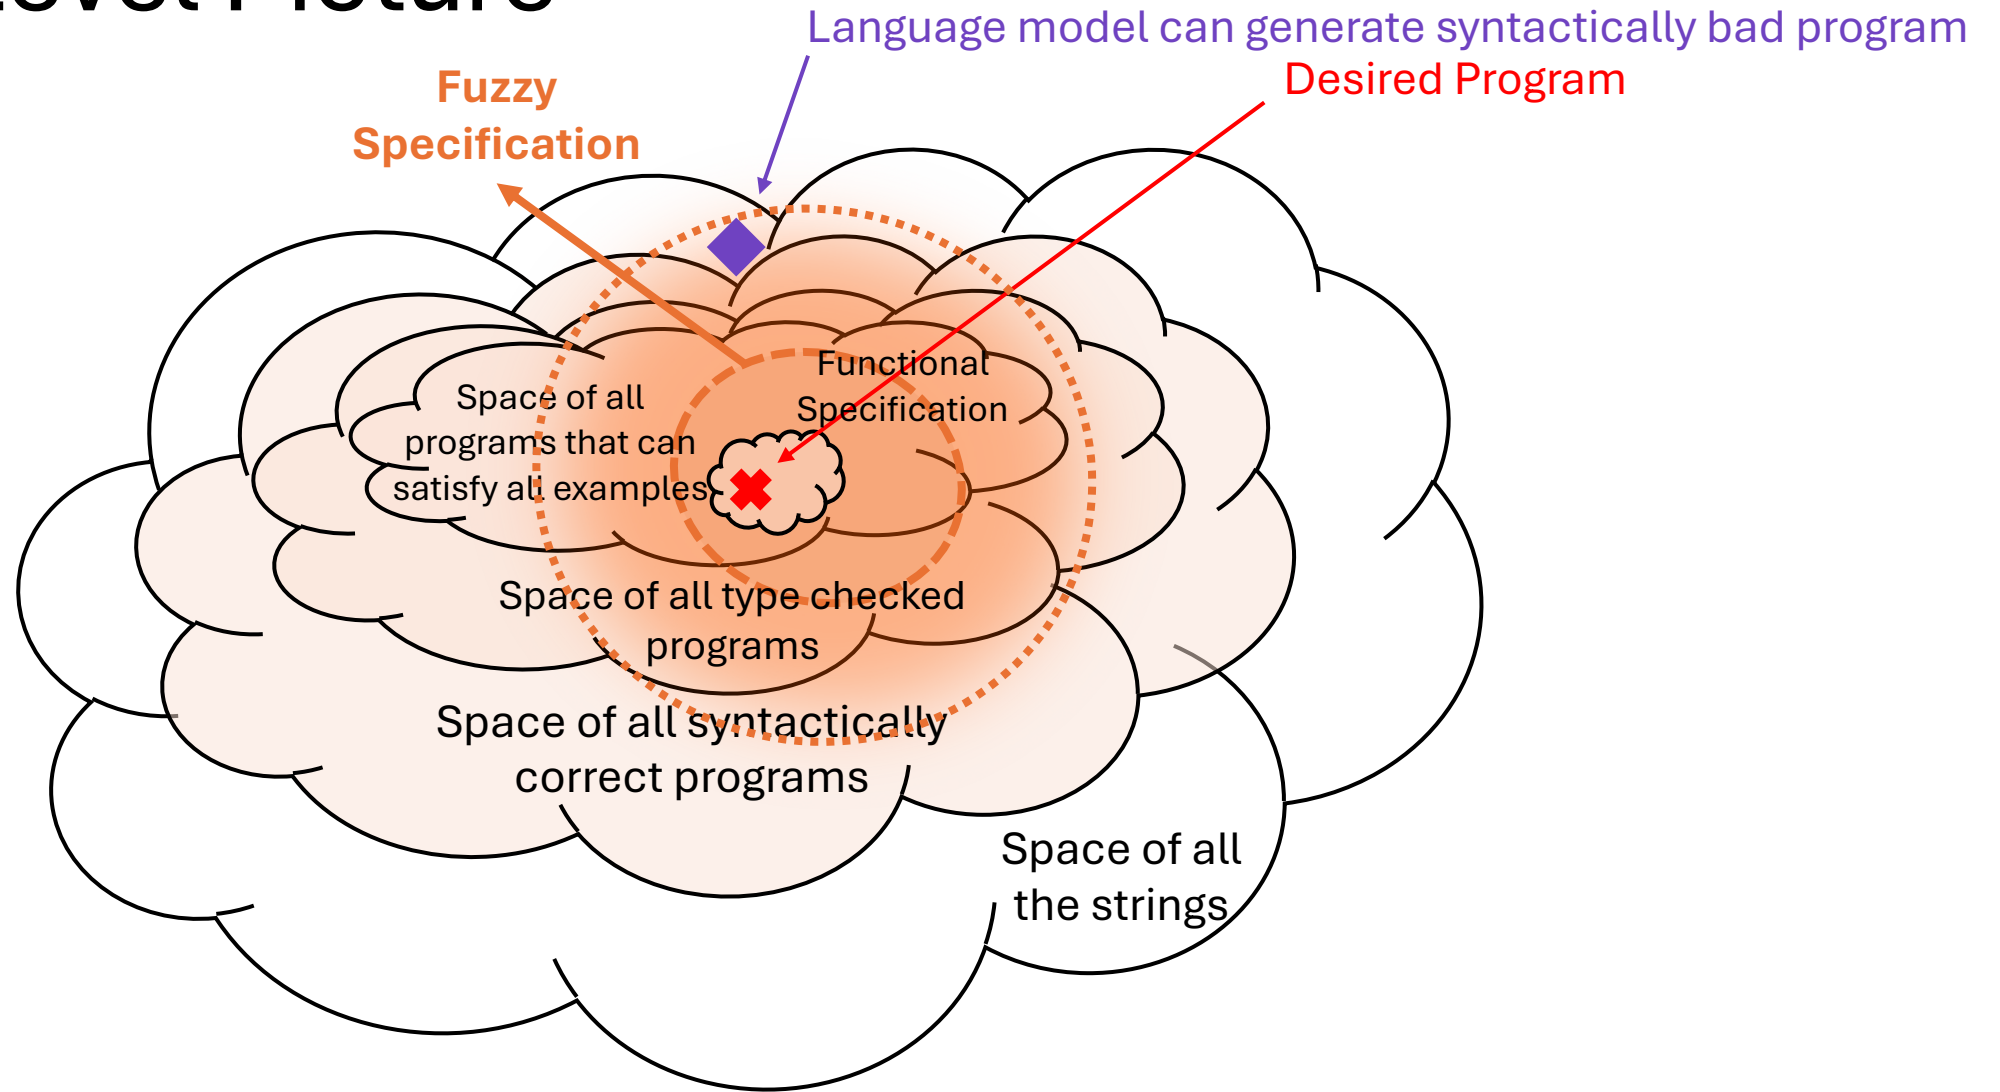 Language model can generate syntactically bad program
Desired Program
Fuzzy
Specification
Functional
Specification
Space of all
programs that can
satisfy all examples
Space of all type checked
programs
Space of all syntactically
correct programs
Space of all
the strings